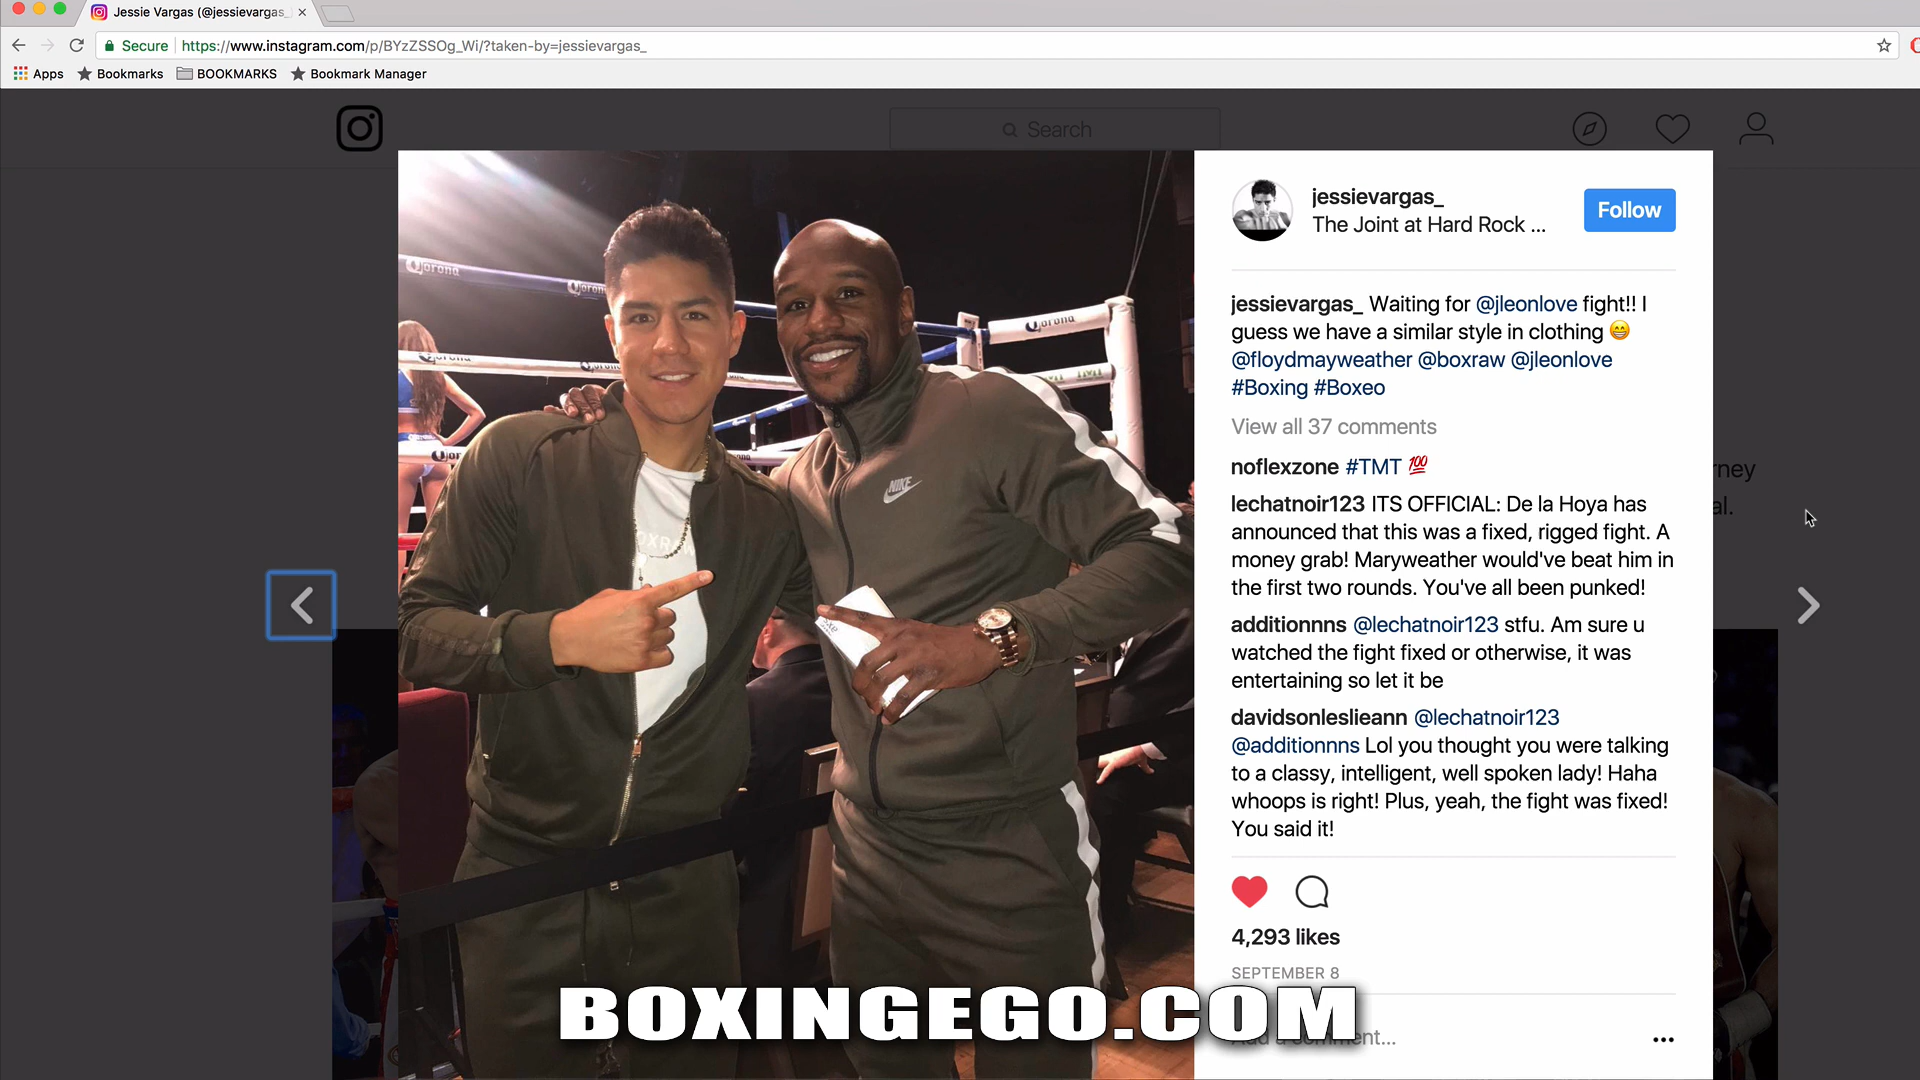 Jessie Vargas (@jessievargas_
Secure
https://www.instagram.com/p/BYzZSSOg_Wi/?taken-by=jessievargas_
Apps
Bookmarks
BOOKMARKS
Bookmark Manager
Search
jessievargas_
The Joint at Hard Rock ...
Follow
jessievargas_ Waiting for @jleonlove fight!! I
guess we have a similar style in clothing 😁
@floydmayweather @boxraw @jleonlove
#Boxing #Boxeo
View all 37 comments
noflexzone #TMT 💯
lechatnoir123 ITS OFFICIAL: De la Hoya has
announced that this was a fixed, rigged fight. A
money grab! Maryweather would've beat him in
the first two rounds. You've all been punked!
additionnns @lechatnoir123 stfu. Am sure u
watched the fight fixed or otherwise, it was
entertaining so let it be
davidsonleslieann @lechatnoir123
@additionnns Lol you thought you were talking
to a classy, intelligent, well spoken lady! Haha
whoops is right! Plus, yeah, the fight was fixed!
You said it!
4,293 likes
SEPTEMBER 8
Add a comment...
BOXINGEGO.COM
Corona
Corona
Corona
NIKE